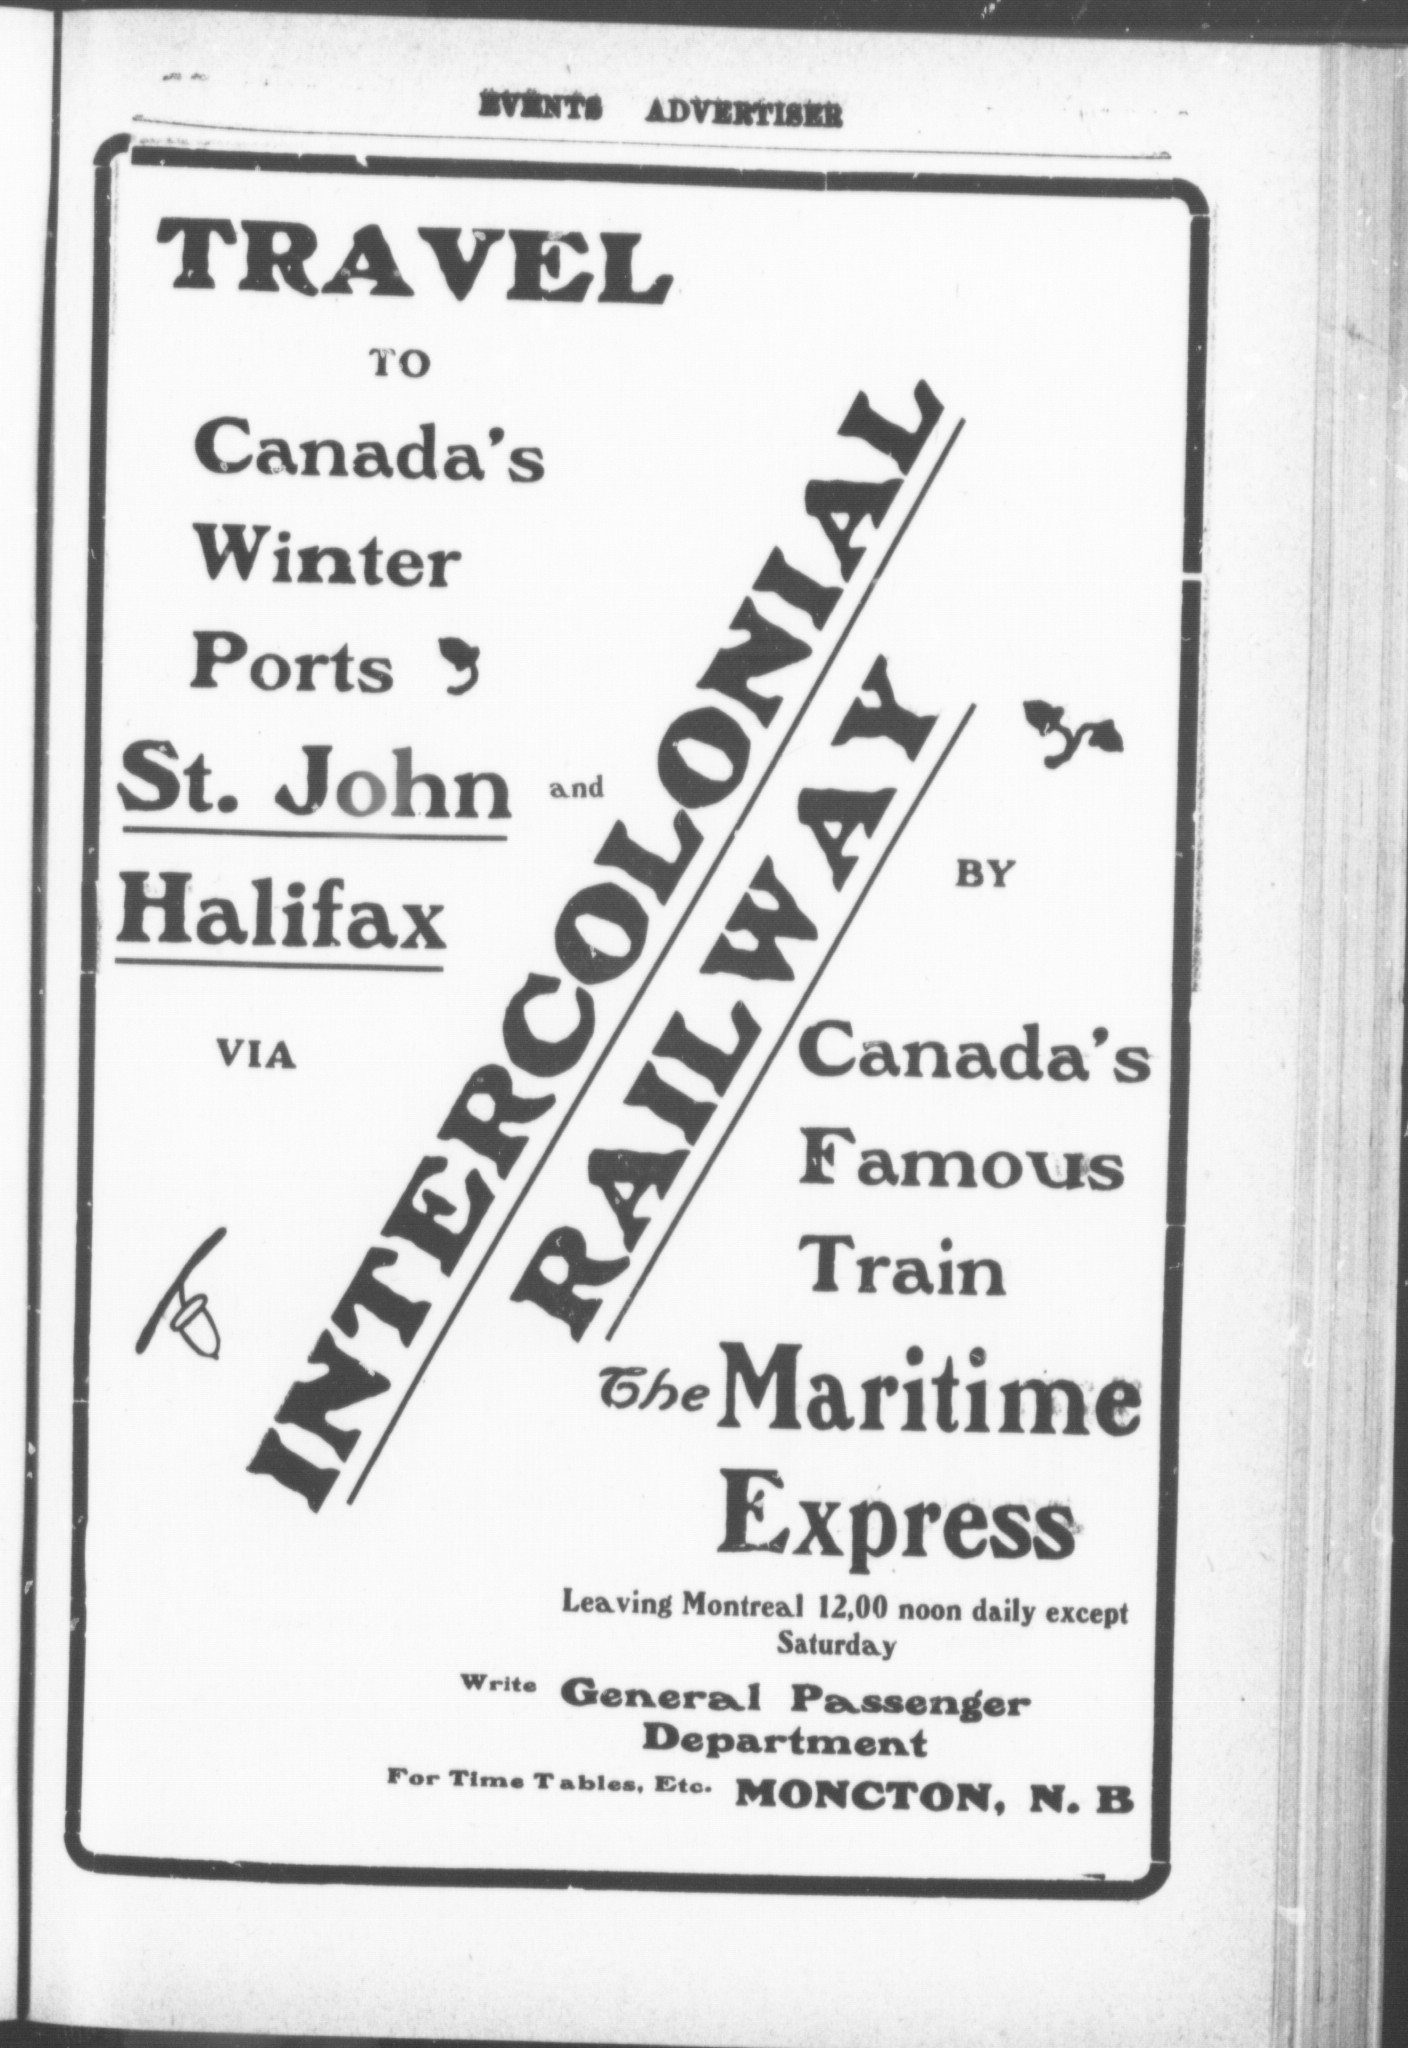 EVENTS ADVERTISER
TRAVEL
TO
Canada's
Winter
Ports
St. John and
Halifax
VIA
INTERCOLONIAL
RAILWAY
BY
Canada's
Famous
Train
The Maritime
Express
Leaving Montreal 12,00 noon daily except
Saturday
Write General Passenger
Department
For Time Tables, Etc. MONCTON, N. B